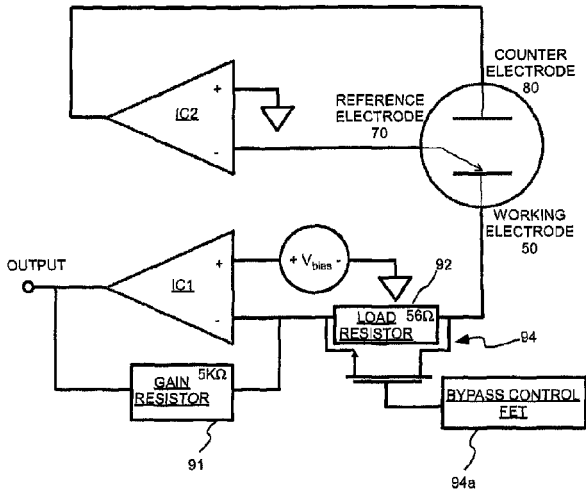 COUNTER
ELECTRODE
80
REFERENCE
ELECTRODE
70
+
IC2
-
WORKING
ELECTRODE
50
OUTPUT
+
IC1
-
+ Vbias -
92
LOAD
RESISTOR
56Ω
94
GAIN
RESISTOR
5KΩ
91
BYPASS CONTROL
FET
94a